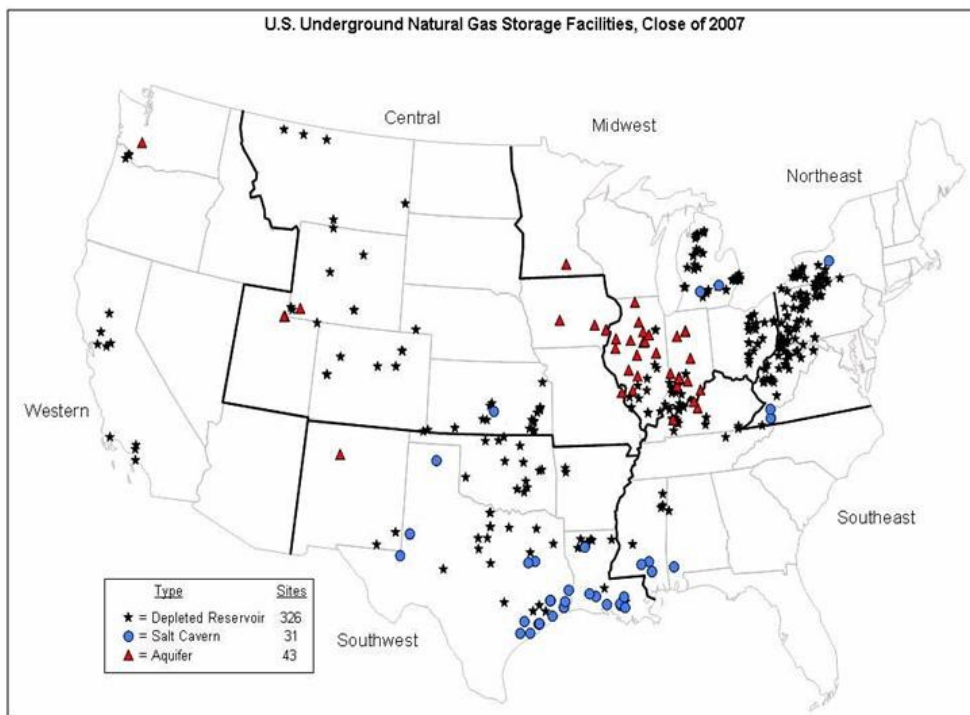 U.S. Underground Natural Gas Storage Facilities, Close of 2007
Central
Midwest
Northeast
Western
Southeast
Southwest
Type Sites
= Depleted Reservoir 326
= Salt Cavern 31
= Aquifer 43